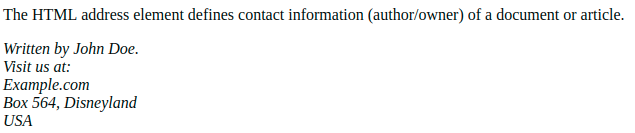 The HTML address element defines contact information (author/owner) of a document or article.
Written by John Doe.
Visit us at:
Example.com
Box 564, Disneyland
USA